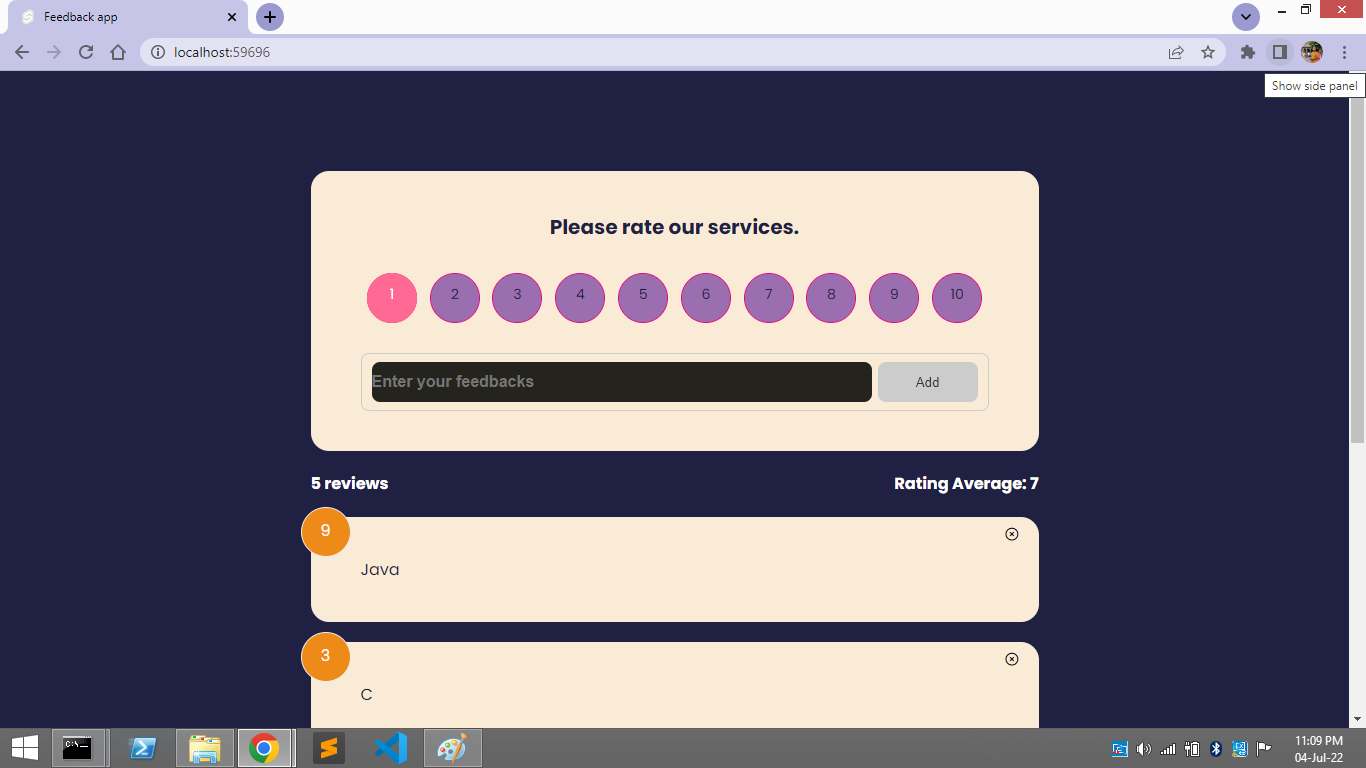 Feedback app
localhost:59696
Show side panel
Please rate our services.
1 2 3 4 5 6 7 8 9 10
Enter your feedbacks Add
5 reviews Rating Average: 7
9
Java
3
C
C:\_
11:09 PM
04-Jul-22